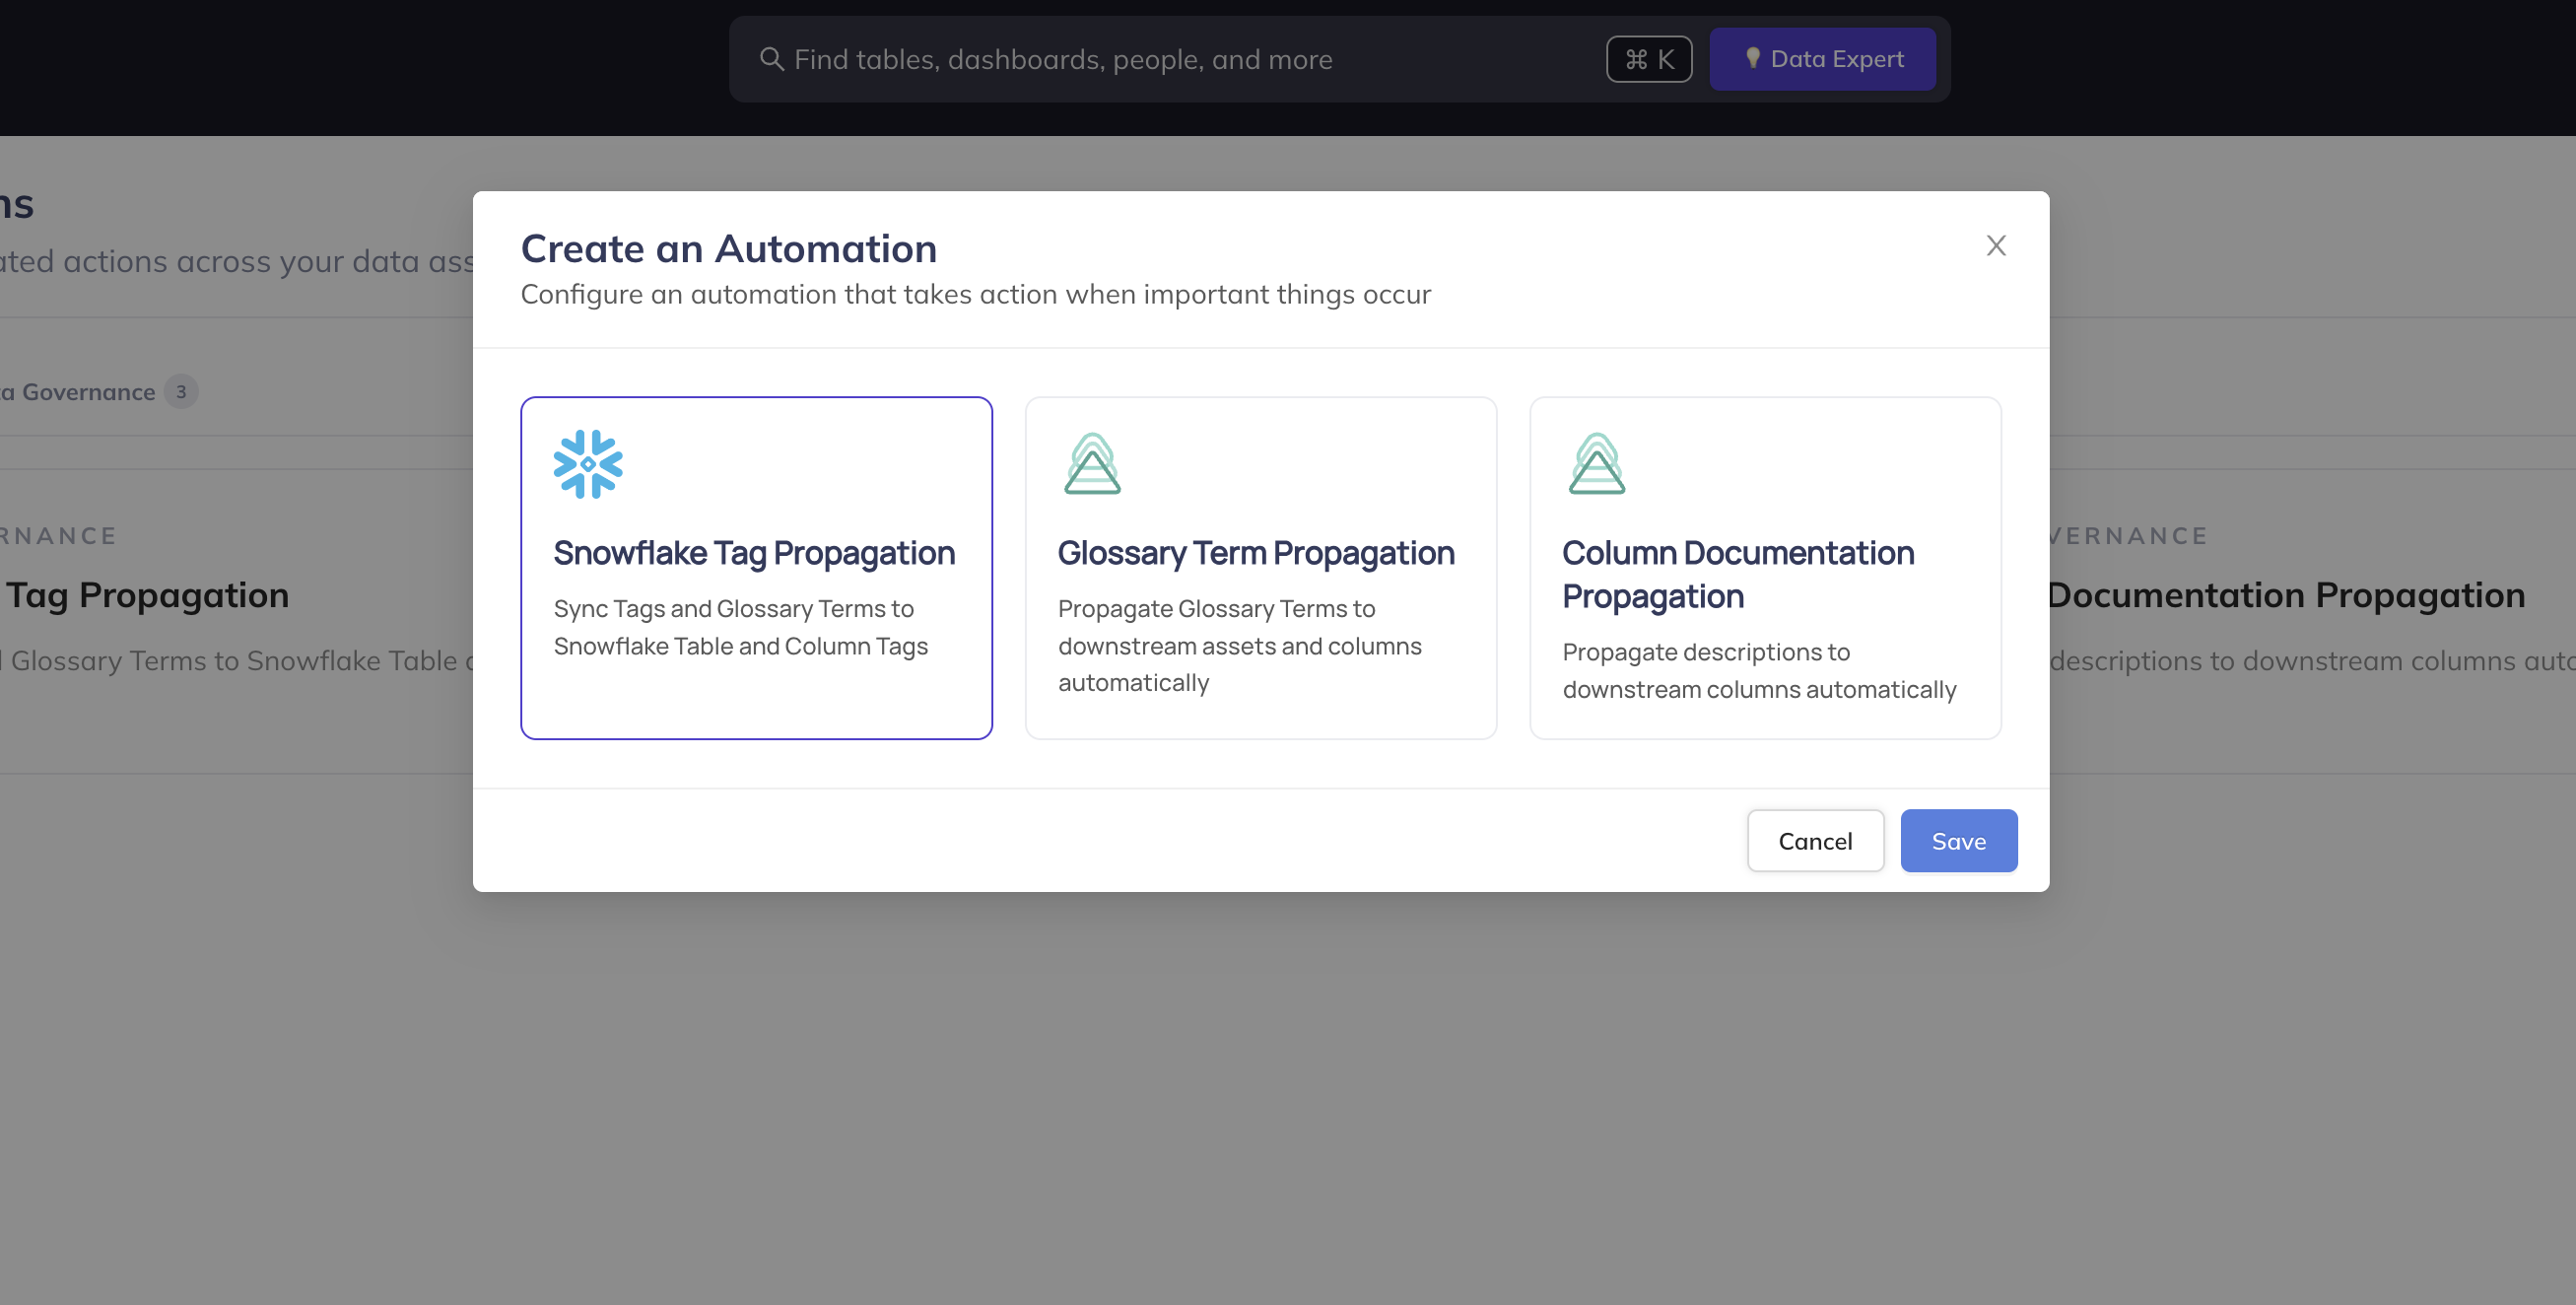 Find tables, dashboards, people, and more
⌘ K
Data Expert
ns
ated actions across your data ass
Create an Automation
Configure an automation that takes action when important things occur
ta Governance 3
Snowflake Tag Propagation
Sync Tags and Glossary Terms to
Snowflake Table and Column Tags
Glossary Term Propagation
Propagate Glossary Terms to
downstream assets and columns
automatically
Column Documentation
Propagation
Propagate descriptions to
downstream columns automatically
RNANCE
Tag Propagation
Glossary Terms to Snowflake Table
VERNANCE
Documentation Propagation
descriptions to downstream columns auto
Cancel
Save